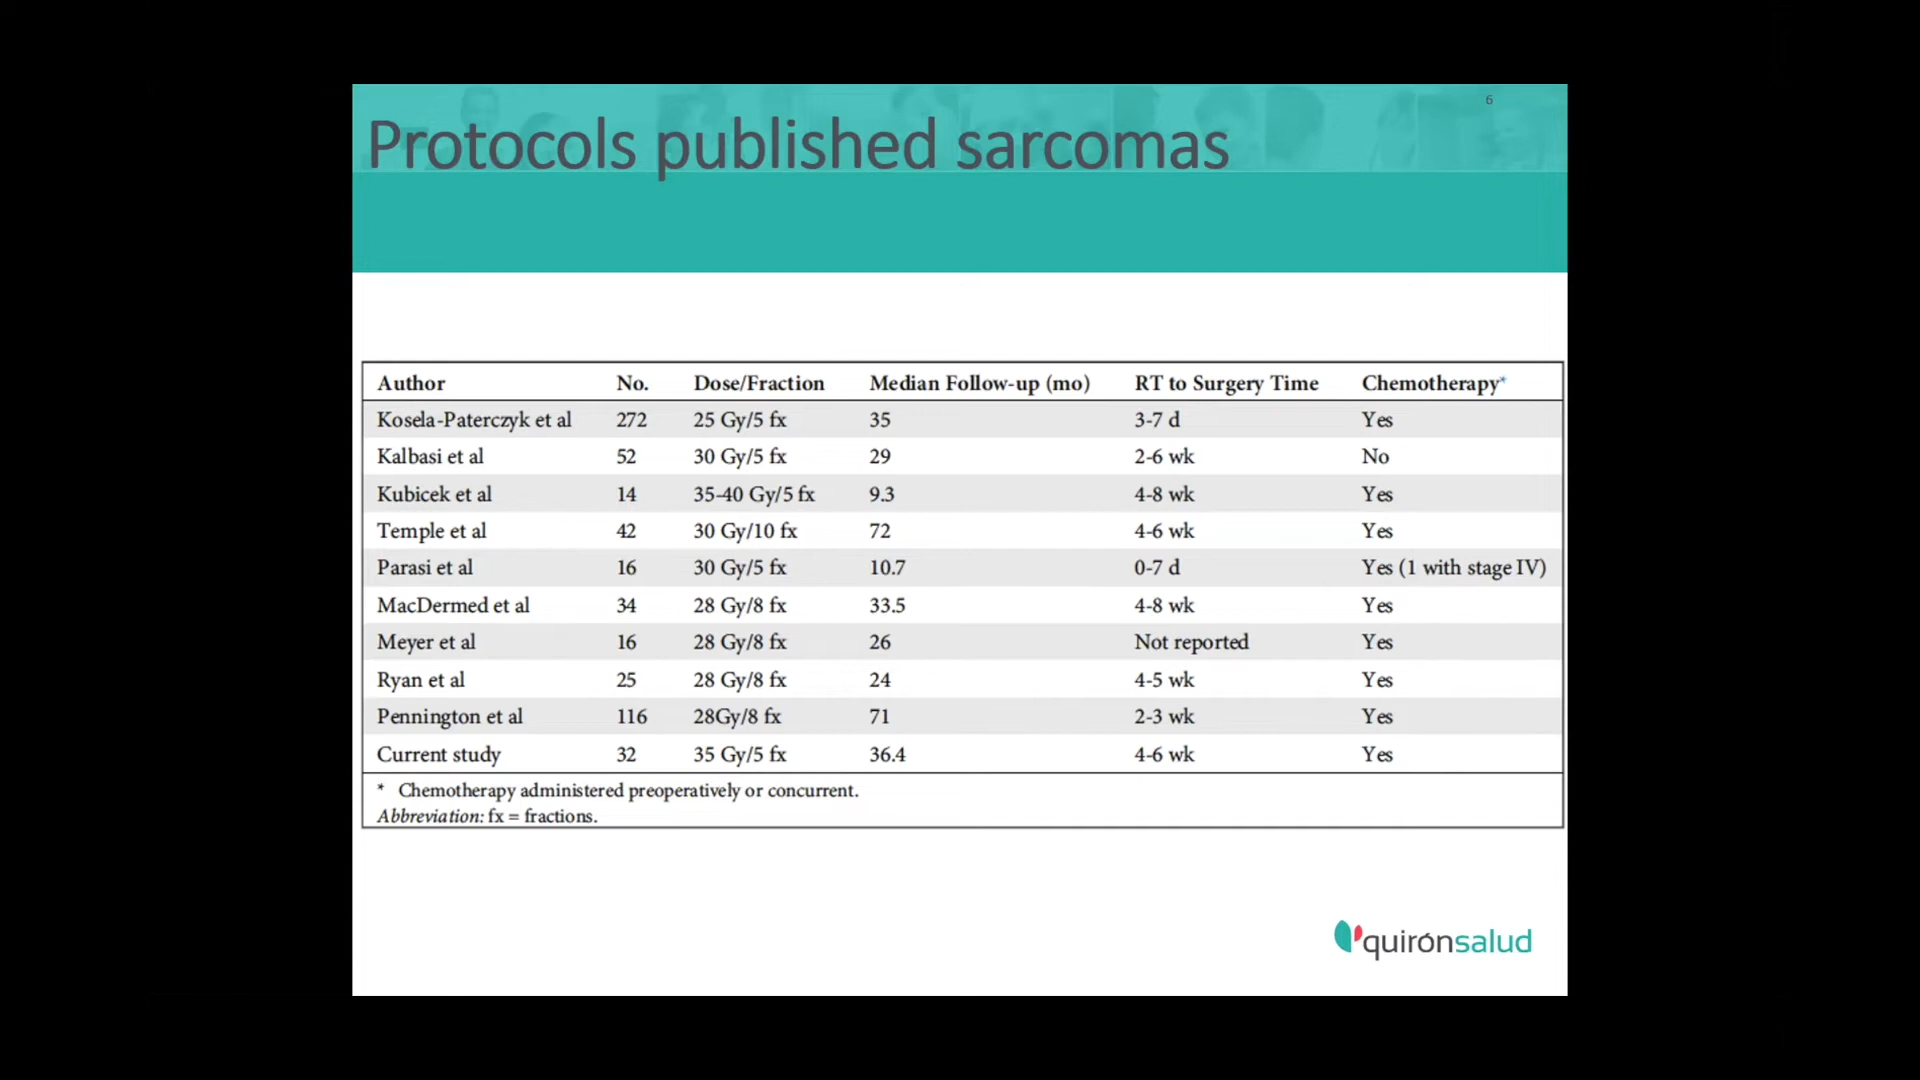 6
Protocols published sarcomas
Author No. Dose/Fraction Median Follow-up (mo) RT to Surgery Time Chemotherapy*
Kosela-Paterczyk et al 272 25 Gy/5 fx 35 3-7 d Yes
Kalbasi et al 52 30 Gy/5 fx 29 2-6 wk No
Kubicek et al 14 35-40 Gy/5 fx 9.3 4-8 wk Yes
Temple et al 42 30 Gy/10 fx 72 4-6 wk Yes
Parasi et al 16 30 Gy/5 fx 10.7 0-7 d Yes (1 with stage IV)
MacDermed et al 34 28 Gy/8 fx 33.5 4-8 wk Yes
Meyer et al 16 28 Gy/8 fx 26 Not reported Yes
Ryan et al 25 28 Gy/8 fx 24 4-5 wk Yes
Pennington et al 116 28Gy/8 fx 71 2-3 wk Yes
Current study 32 35 Gy/5 fx 36.4 4-6 wk Yes
* Chemotherapy administered preoperatively or concurrent.
Abbreviation: fx = fractions.
quirónsalud